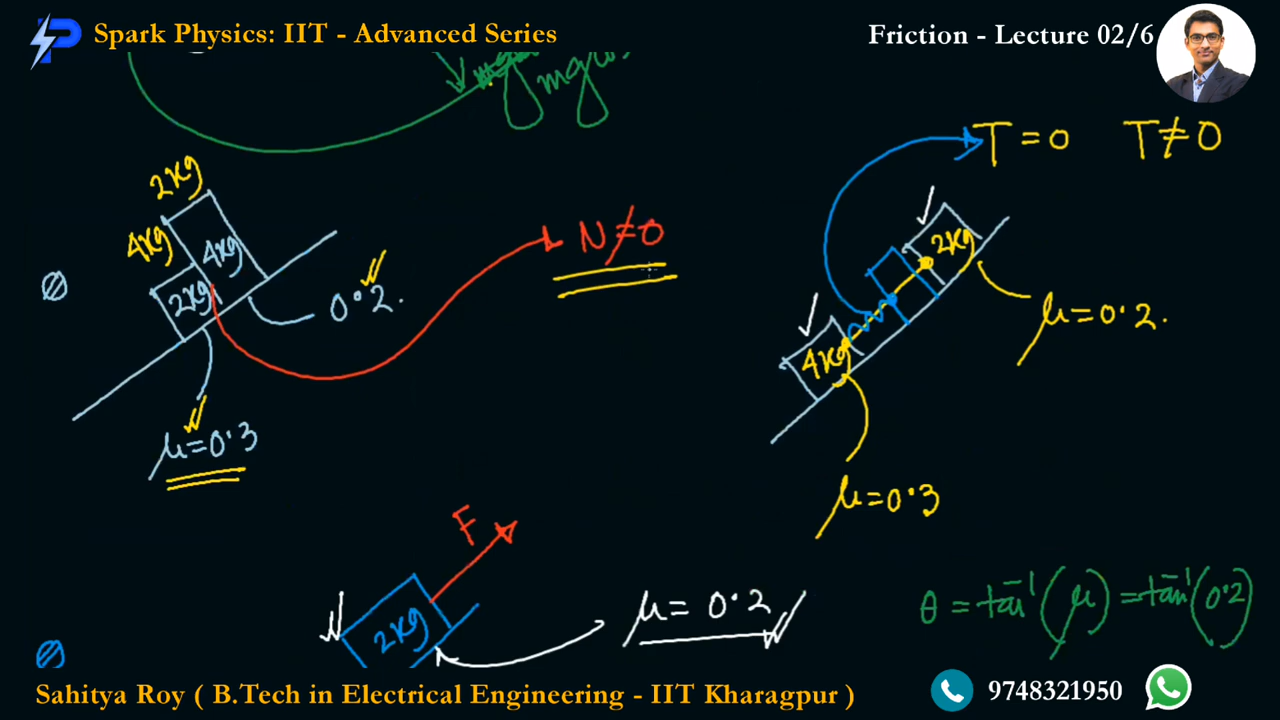 Spark Physics: IIT - Advanced Series
Friction - Lecture 02/6
T = 0 T ≠ 0
2kg
4kg
4kg
2kg
N ≠ 0
0.2.
μ=0.3
2kg
4kg
μ=0.2.
μ=0.3
F
2kg
μ= 0.2
θ = tan⁻¹(μ) = tan⁻¹(0.2)
Sahitya Roy ( B.Tech in Electrical Engineering - IIT Kharagpur )
9748321950